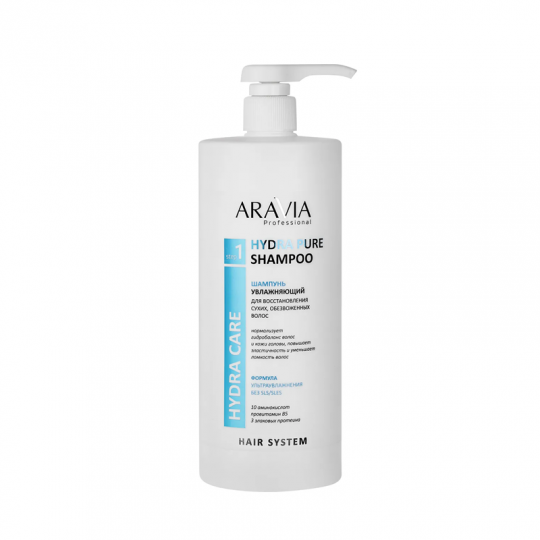 ARAVIA
Professional
HYDRA PURE
SHAMPOO
1
ШАМПУНЬ
УВЛАЖНЯЮЩИЙ
ДЛЯ ВОССТАНОВЛЕНИЯ
СУХИХ, ОБЕЗВОЖЕННЫХ
ВОЛОС
нормализует
гидробаланс волос
и кожи головы, повышает
эластичность и уменьшает
ломкость волос
ФОРМУЛА
УЛЬТРАУВЛАЖНЕНИЯ
БЕЗ SLS/SLES
10 аминокислот
провитамин B5
3 злаковых протеина
HYDRA CARE
HAIR SYSTEM